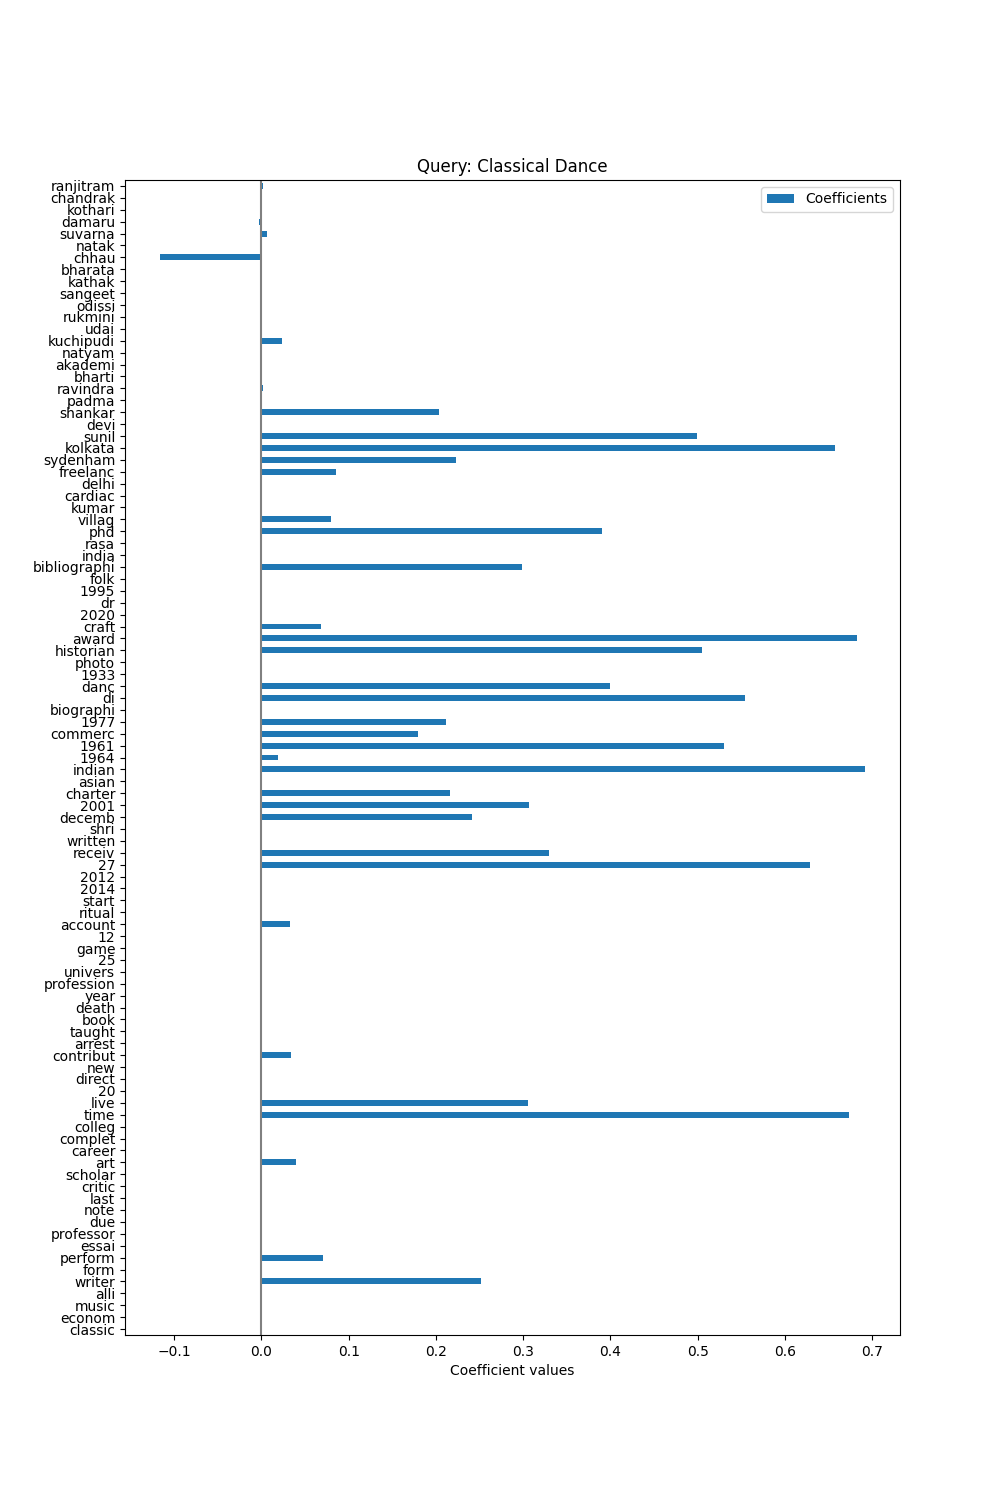 Query: Classical Dance
Coefficients
ranjitram
chandrak
kothari
damaru
suvarna
natak
chhau
bharata
kathak
sangeet
odissi
rukmini
udai
kuchipudi
natyam
akademi
bharti
ravindra
padma
shankar
devi
sunil
kolkata
sydenham
freelanc
delhi
cardiac
kumar
villag
phd
rasa
india
bibliographi
folk
1995
dr
2020
craft
award
historian
photo
1933
danc
di
biographi
1977
commerc
1961
1964
indian
asian
charter
2001
decemb
shri
written
receiv
27
2012
2014
start
ritual
account
12
game
25
univers
profession
year
death
book
taught
arrest
contribut
new
direct
20
live
time
colleg
complet
career
art
scholar
critic
last
note
due
professor
essai
perform
form
writer
alli
music
econom
classic
−0.1 0.0 0.1 0.2 0.3 0.4 0.5 0.6 0.7
Coefficient values